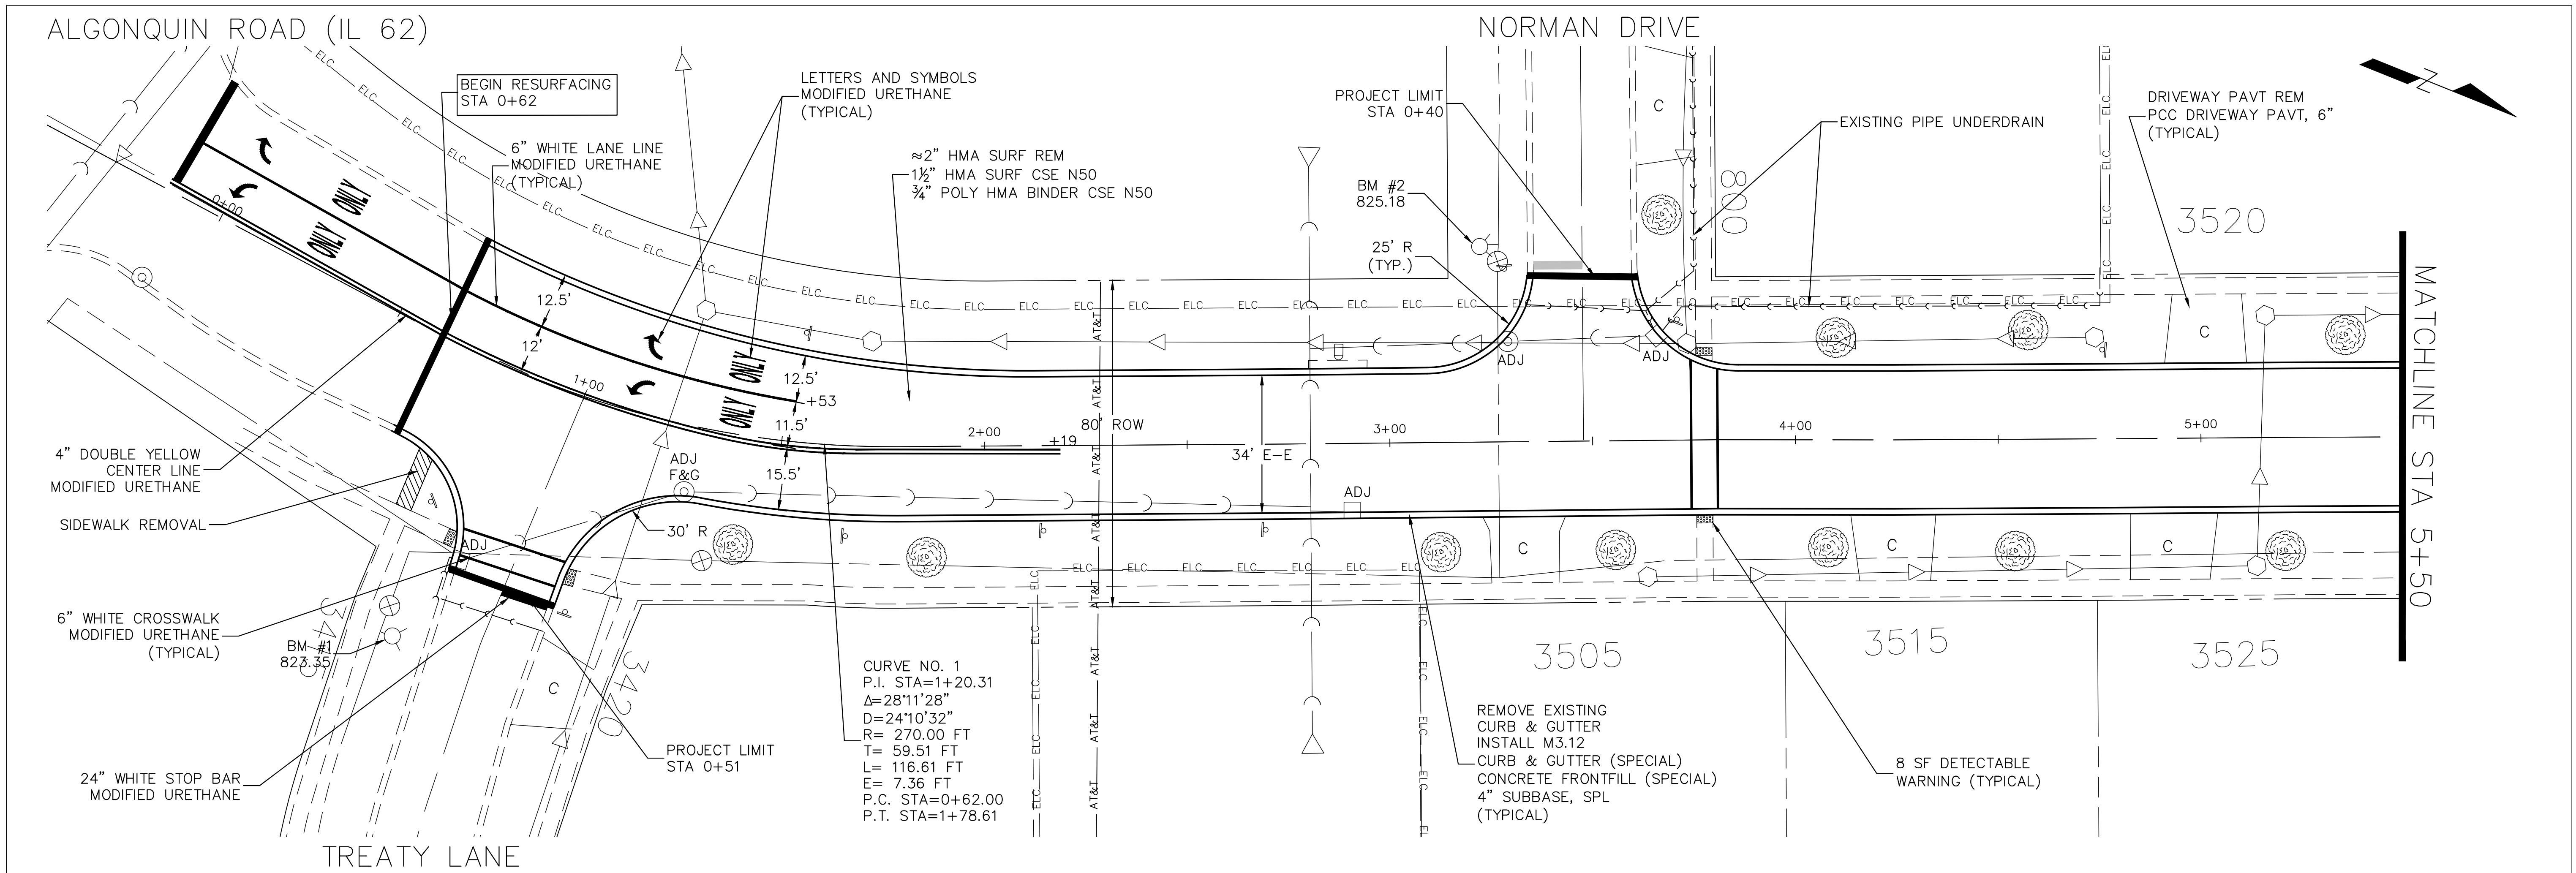 ALGONQUIN ROAD (IL 62)
NORMAN DRIVE
BEGIN RESURFACING
STA 0+62
LETTERS AND SYMBOLS
MODIFIED URETHANE
(TYPICAL)
6" WHITE LANE LINE
MODIFIED URETHANE
(TYPICAL)
≈2" HMA SURF REM
1½" HMA SURF CSE N50
¾" POLY HMA BINDER CSE N50
PROJECT LIMIT
STA 0+40
BM #2
825.18
25' R
(TYP.)
C
800
EXISTING PIPE UNDERDRAIN
DRIVEWAY PAVT REM
PCC DRIVEWAY PAVT, 6"
(TYPICAL)
3520
N
C
MATCHLINE STA 5+50
0+00
ONLY
ONLY
12.5'
12'
1+00
ONLY
ONLY
12.5'
+53
11.5'
15.5'
2+00
+19
80' ROW
34' E-E
3+00
4+00
5+00
ADJ
ADJ
ADJ
ADJ
F&G
ADJ
30' R
ELC
AT&T
4" DOUBLE YELLOW
CENTER LINE
MODIFIED URETHANE
SIDEWALK REMOVAL
6" WHITE CROSSWALK
MODIFIED URETHANE
(TYPICAL)
BM #1
823.35
24" WHITE STOP BAR
MODIFIED URETHANE
3420
C
PROJECT LIMIT
STA 0+51
TREATY LANE
CURVE NO. 1
P.I. STA=1+20.31
Δ=28°11'28"
D=24°10'32"
R= 270.00 FT
T= 59.51 FT
L= 116.61 FT
E= 7.36 FT
P.C. STA=0+62.00
P.T. STA=1+78.61
C
C
C
3505
3515
3525
REMOVE EXISTING
CURB & GUTTER
INSTALL M3.12
CURB & GUTTER (SPECIAL)
CONCRETE FRONTFILL (SPECIAL)
4" SUBBASE, SPL
(TYPICAL)
8 SF DETECTABLE
WARNING (TYPICAL)